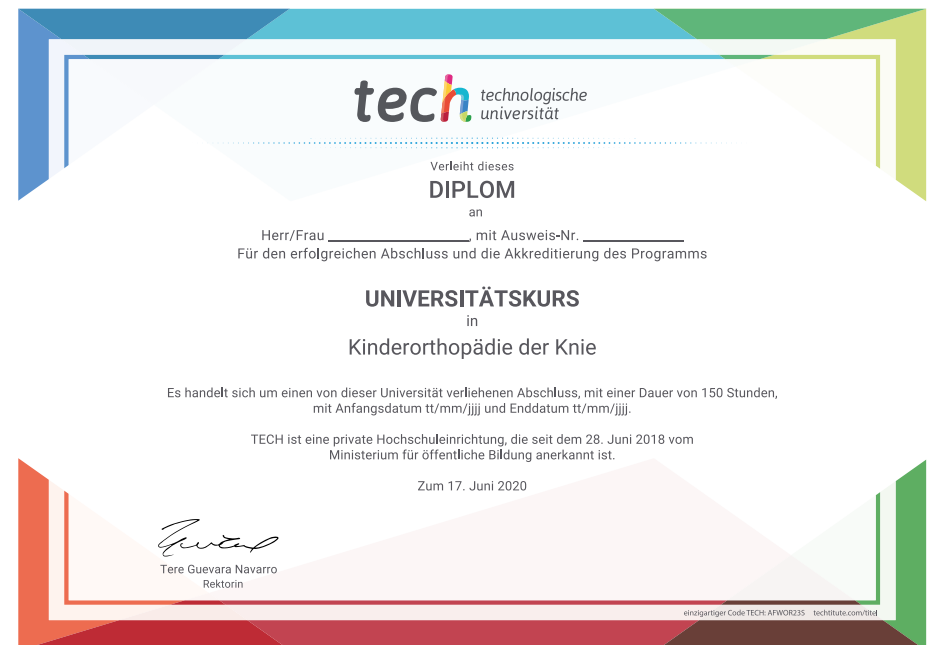 tech technologische
universität
Verleiht dieses
DIPLOM
an
Herr/Frau ____________________, mit Ausweis-Nr. ______________
Für den erfolgreichen Abschluss und die Akkreditierung des Programms
UNIVERSITÄTSKURS
in
Kinderorthopädie der Knie
Es handelt sich um einen von dieser Universität verliehenen Abschluss, mit einer Dauer von 150 Stunden,
mit Anfangsdatum tt/mm/jjjj und Enddatum tt/mm/jjjj.
TECH ist eine private Hochschuleinrichtung, die seit dem 28. Juni 2018 vom
Ministerium für öffentliche Bildung anerkannt ist.
Zum 17. Juni 2020
Tere Guevara Navarro
Rektorin
einzigartiger Code TECH: AFWOR235 techtitute.com/titel